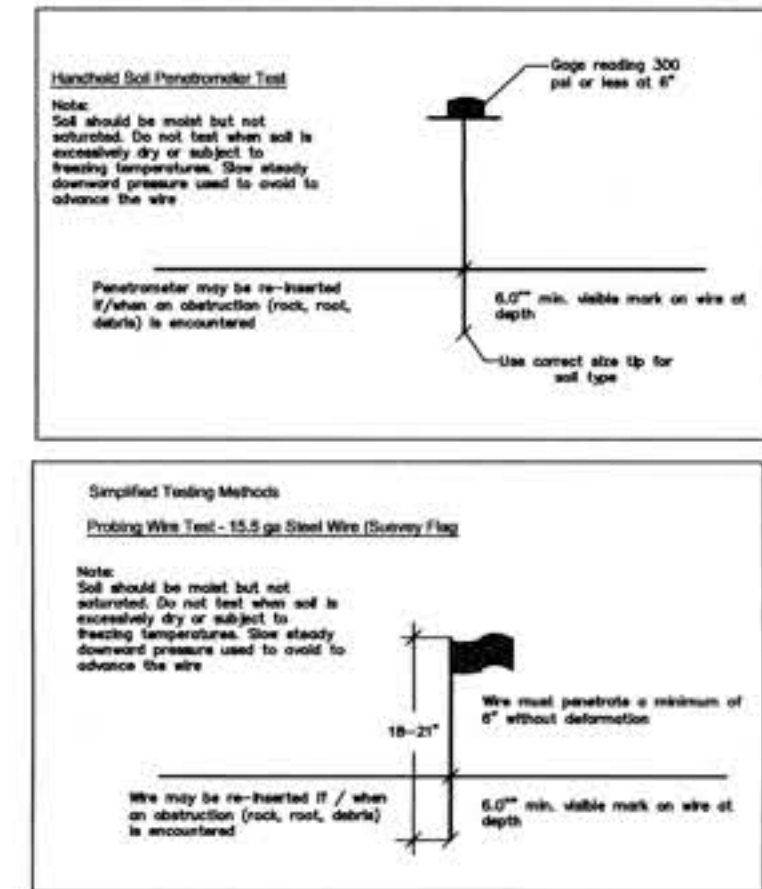 Handheld Soil Penetrometer Test
Gage reading 300
psi or less at 6"
Note:
Soil should be moist but not
saturated. Do not test when soil is
excessively dry or subject to
freezing temperatures. Slow steady
downward pressure used to avoid to
advance the wire
Penetrometer may be re-inserted
if/when an obstruction (rock, root,
debris) is encountered
6.0"" min. visible mark on wire at
depth
Use correct size tip for
soil type
Simplified Testing Methods
Probing Wire Test - 15.5 ga Steel Wire (Suevey Flag
Note:
Soil should be moist but not
saturated. Do not test when soil is
excessively dry or subject to
freezing temperatures. Slow steady
downward pressure used to avoid to
advance the wire
Wire must penetrate a minimum of
6" without deformation
18-21"
Wire may be re-inserted if / when
an obstruction (rock, root, debris)
is encountered
6.0"" min. visible mark on wire at
depth